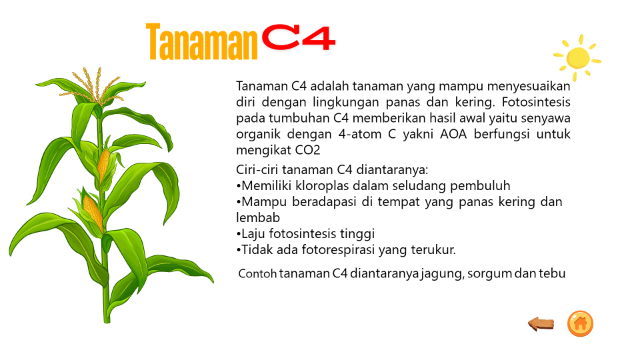 Tanaman C4
Tanaman C4 adalah tanaman yang mampu menyesuaikan
diri dengan lingkungan panas dan kering. Fotosintesis
pada tumbuhan C4 memberikan hasil awal yaitu senyawa
organik dengan 4-atom C yakni AOA berfungsi untuk
mengikat CO2
Ciri-ciri tanaman C4 diantaranya:
•Memiliki kloroplas dalam seludang pembuluh
•Mampu beradapasi di tempat yang panas kering dan
lembab
•Laju fotosintesis tinggi
•Tidak ada fotorespirasi yang terukur.
Contoh tanaman C4 diantaranya jagung, sorgum dan tebu